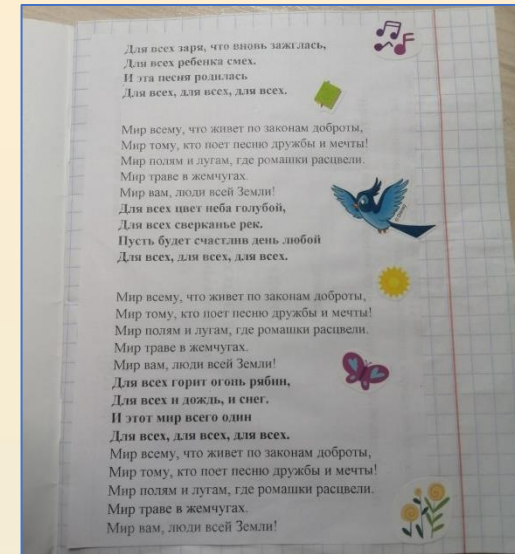 Для всех заря, что вновь зажглась,
Для всех ребенка смех.
И эта песня родилась
Для всех, для всех, для всех.
Мир всему, что живет по законам доброты,
Мир тому, кто поет песню дружбы и мечты!
Мир полям и лугам, где ромашки расцвели.
Мир траве в жемчугах.
Мир вам, люди всей Земли!
Для всех цвет неба голубой,
Для всех сверканье рек.
Пусть будет счастлив день любой
Для всех, для всех, для всех.
Мир всему, что живет по законам доброты,
Мир тому, кто поет песню дружбы и мечты!
Мир полям и лугам, где ромашки расцвели.
Мир траве в жемчугах.
Мир вам, люди всей Земли!
Для всех горит огонь рябин,
Для всех и дождь, и снег.
И этот мир всего один
Для всех, для всех, для всех.
Мир всему, что живет по законам доброты,
Мир тому, кто поет песню дружбы и мечты!
Мир полям и лугам, где ромашки расцвели.
Мир траве в жемчугах.
Мир вам, люди всей Земли!